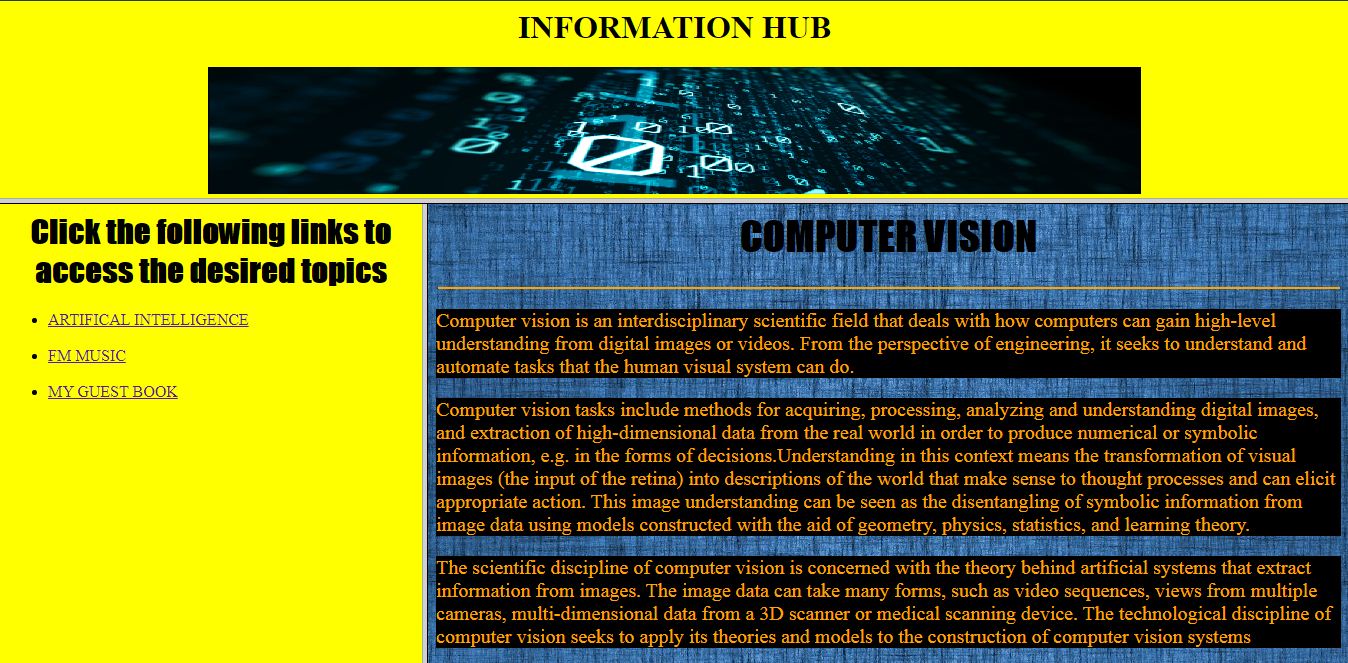 INFORMATION HUB
Click the following links to
access the desired topics
ARTIFICAL INTELLIGENCE
FM MUSIC
MY GUEST BOOK
COMPUTER VISION
Computer vision is an interdisciplinary scientific field that deals with how computers can gain high-level
understanding from digital images or videos. From the perspective of engineering, it seeks to understand and
automate tasks that the human visual system can do.
Computer vision tasks include methods for acquiring, processing, analyzing and understanding digital images,
and extraction of high-dimensional data from the real world in order to produce numerical or symbolic
information, e.g. in the forms of decisions.Understanding in this context means the transformation of visual
images (the input of the retina) into descriptions of the world that make sense to thought processes and can elicit
appropriate action. This image understanding can be seen as the disentangling of symbolic information from
image data using models constructed with the aid of geometry, physics, statistics, and learning theory.
The scientific discipline of computer vision is concerned with the theory behind artificial systems that extract
information from images. The image data can take many forms, such as video sequences, views from multiple
cameras, multi-dimensional data from a 3D scanner or medical scanning device. The technological discipline of
computer vision seeks to apply its theories and models to the construction of computer vision systems